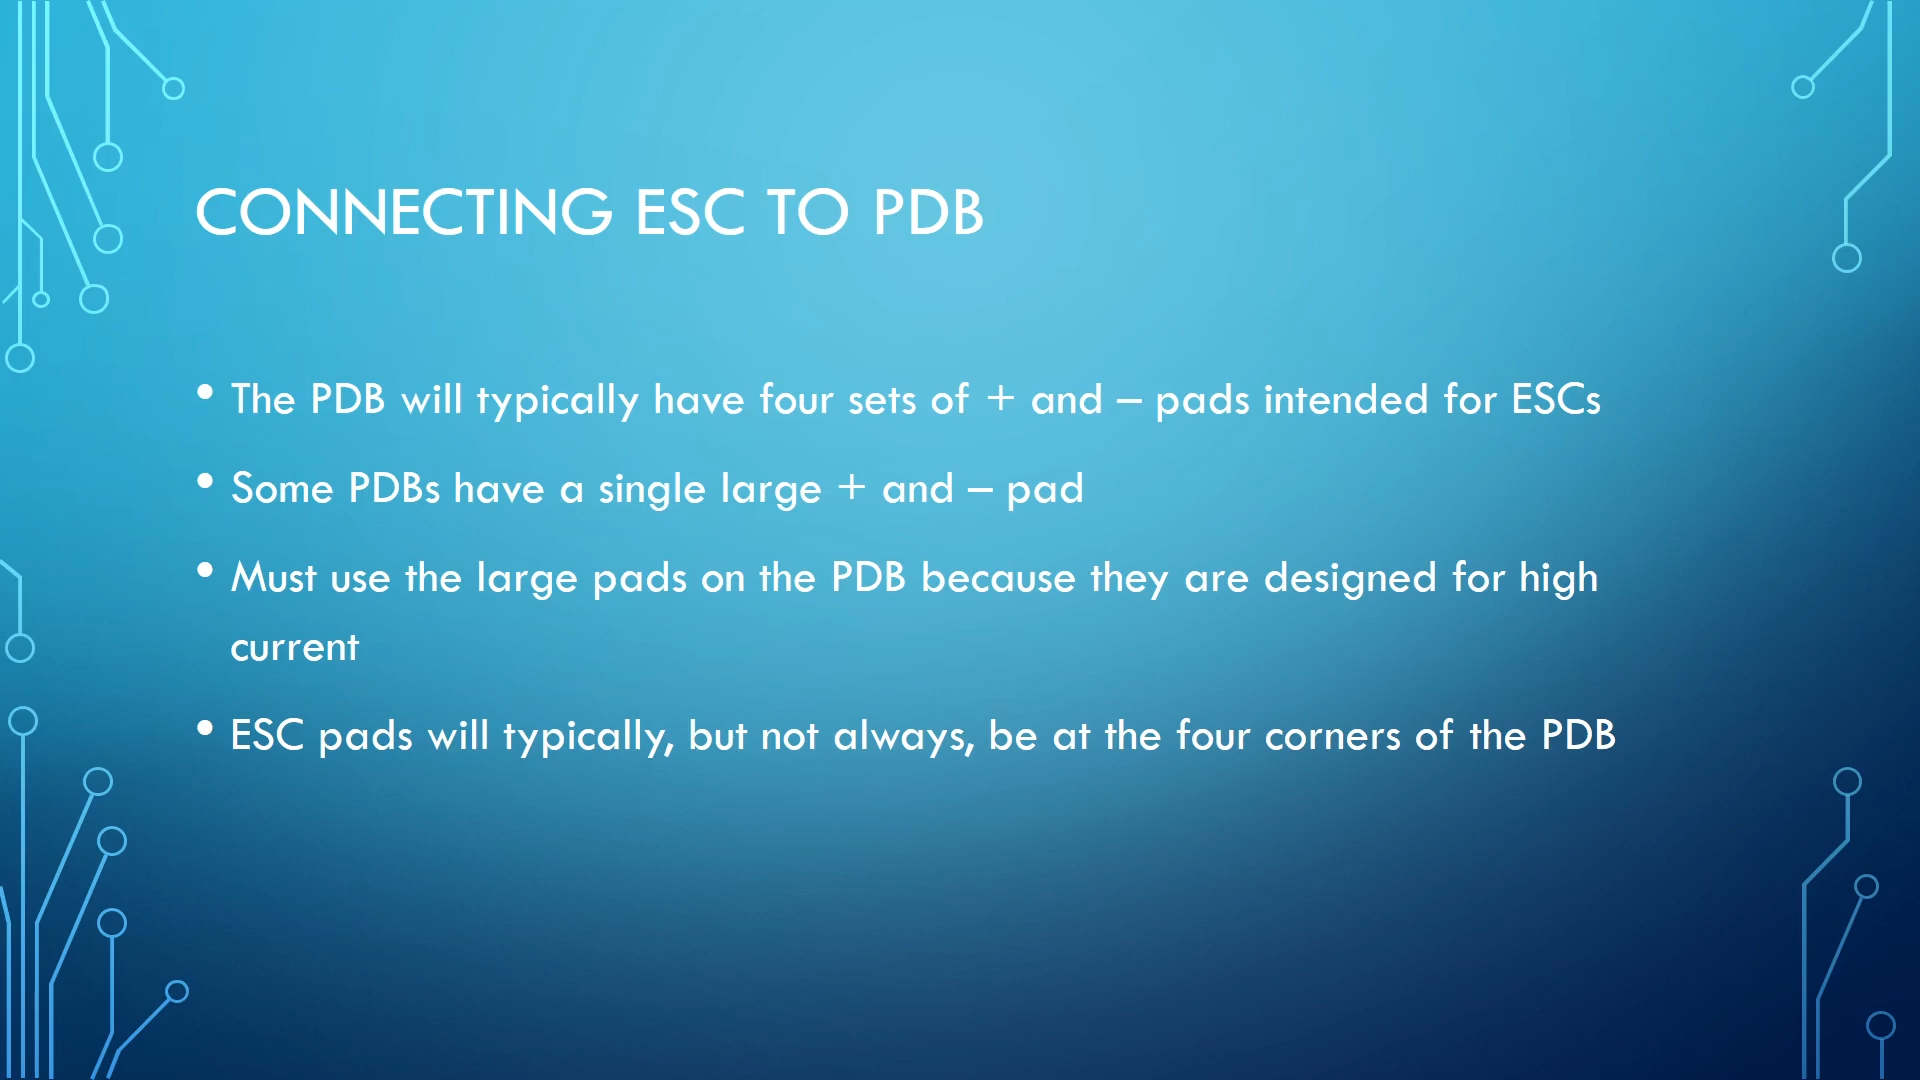 CONNECTING ESC TO PDB
• The PDB will typically have four sets of + and – pads intended for ESCs
• Some PDBs have a single large + and – pad
• Must use the large pads on the PDB because they are designed for high
current
• ESC pads will typically, but not always, be at the four corners of the PDB